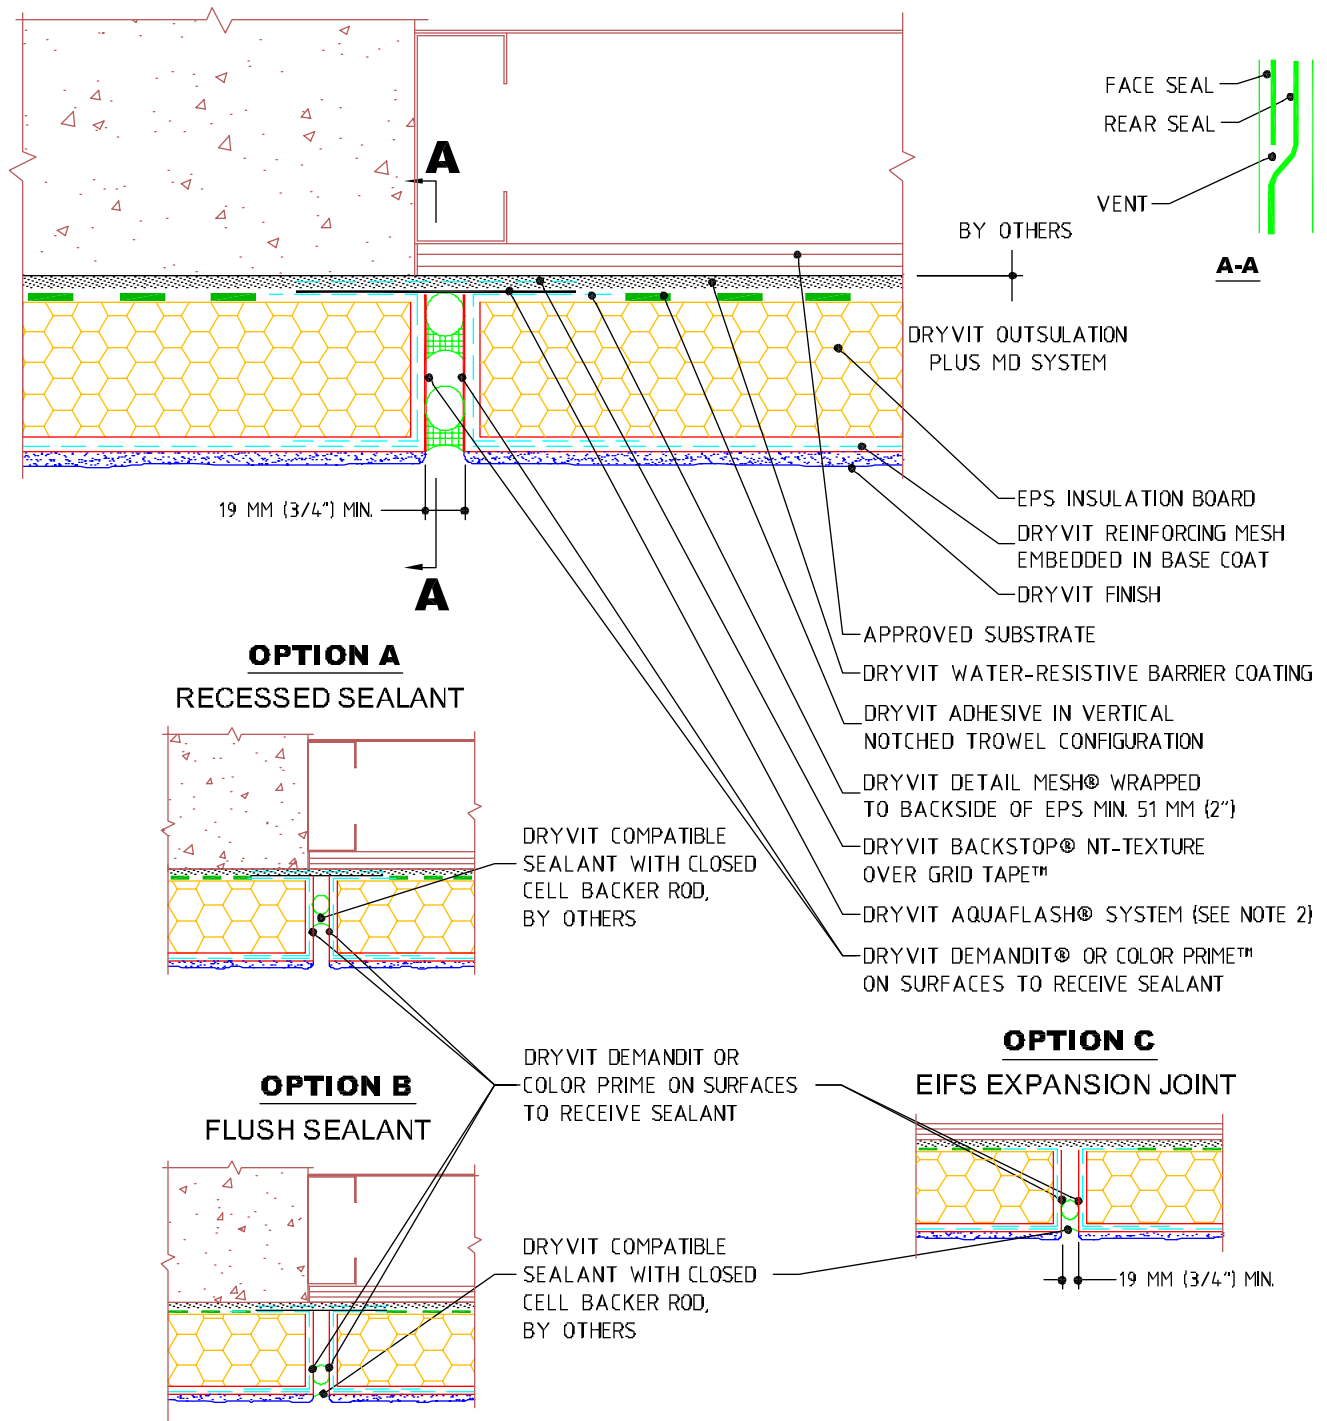 FACE SEAL
REAR SEAL
VENT
A-A
A
BY OTHERS
DRYVIT OUTSULATION
PLUS MD SYSTEM
19 MM (3/4") MIN.
A
EPS INSULATION BOARD
DRYVIT REINFORCING MESH
EMBEDDED IN BASE COAT
DRYVIT FINISH
APPROVED SUBSTRATE
DRYVIT WATER-RESISTIVE BARRIER COATING
DRYVIT ADHESIVE IN VERTICAL
NOTCHED TROWEL CONFIGURATION
DRYVIT DETAIL MESH® WRAPPED
TO BACKSIDE OF EPS MIN. 51 MM (2")
DRYVIT BACKSTOP® NT-TEXTURE
OVER GRID TAPE™
DRYVIT AQUAFLASH® SYSTEM (SEE NOTE 2)
DRYVIT DEMANDIT® OR COLOR PRIME™
ON SURFACES TO RECEIVE SEALANT
OPTION A
RECESSED SEALANT
DRYVIT COMPATIBLE
SEALANT WITH CLOSED
CELL BACKER ROD,
BY OTHERS
DRYVIT DEMANDIT OR
COLOR PRIME ON SURFACES
TO RECEIVE SEALANT
OPTION B
FLUSH SEALANT
DRYVIT COMPATIBLE
SEALANT WITH CLOSED
CELL BACKER ROD,
BY OTHERS
OPTION C
EIFS EXPANSION JOINT
19 MM (3/4") MIN.